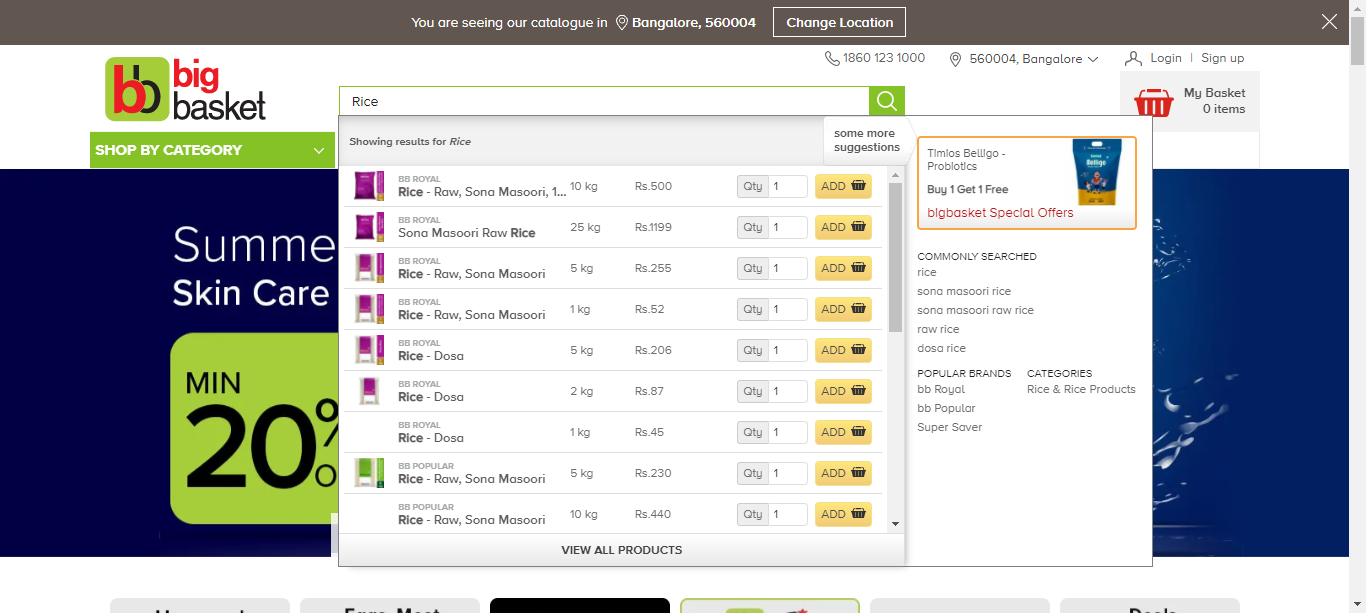 You are seeing our catalogue in Bangalore, 560004 Change Location
1860 123 1000 560004, Bangalore Login | Sign up
bb big basket
Rice
My Basket
0 items
SHOP BY CATEGORY
Showing results for Rice
some more
suggestions
BB ROYAL
Rice - Raw, Sona Masoori, 1... 10 kg Rs.500 Qty 1 ADD
BB ROYAL
Sona Masoori Raw Rice 25 kg Rs.1199 Qty 1 ADD
BB ROYAL
Rice - Raw, Sona Masoori 5 kg Rs.255 Qty 1 ADD
BB ROYAL
Rice - Raw, Sona Masoori 1 kg Rs.52 Qty 1 ADD
BB ROYAL
Rice - Dosa 5 kg Rs.206 Qty 1 ADD
BB ROYAL
Rice - Dosa 2 kg Rs.87 Qty 1 ADD
BB ROYAL
Rice - Dosa 1 kg Rs.45 Qty 1 ADD
BB POPULAR
Rice - Raw, Sona Masoori 5 kg Rs.230 Qty 1 ADD
BB POPULAR
Rice - Raw, Sona Masoori 10 kg Rs.440 Qty 1 ADD
VIEW ALL PRODUCTS
Timios Belligo -
Probiotics
Buy 1 Get 1 Free
bigbasket Special Offers
Belligo
COMMONLY SEARCHED
rice
sona masoori rice
sona masoori raw rice
raw rice
dosa rice
POPULAR BRANDS
bb Royal
bb Popular
Super Saver
CATEGORIES
Rice & Rice Products
Summe
Skin Care
MIN
20%
Deals